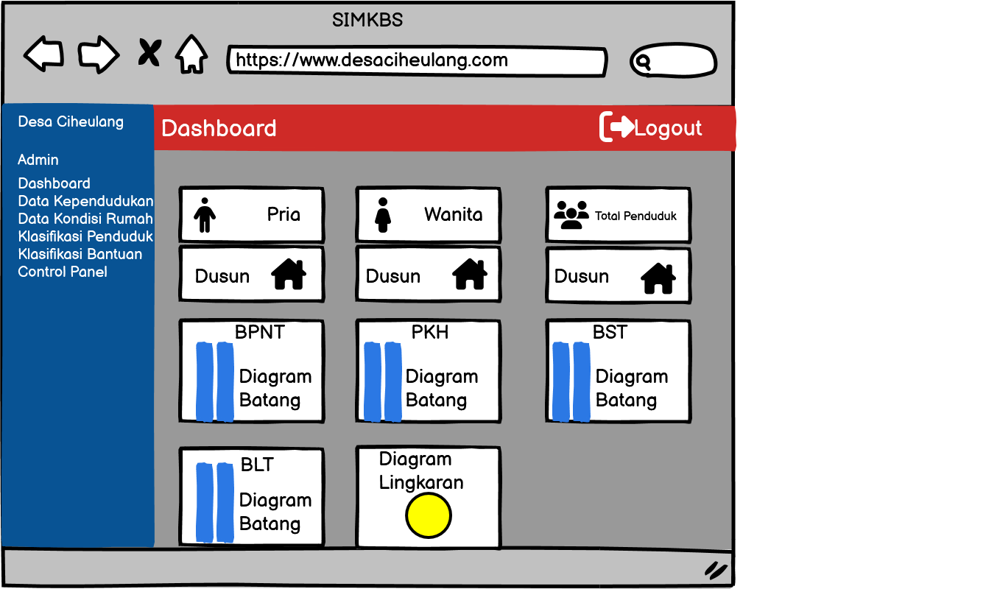 SIMKBS
https://www.desaciheulang.com
Desa Ciheulang
Admin
Dashboard
Data Kependudukan
Data Kondisi Rumah
Klasifikasi Penduduk
Klasifikasi Bantuan
Control Panel
Dashboard
Logout
Pria
Wanita
Total Penduduk
Dusun
Dusun
Dusun
BPNT
Diagram
Batang
PKH
Diagram
Batang
BST
Diagram
Batang
BLT
Diagram
Batang
Diagram
Lingkaran